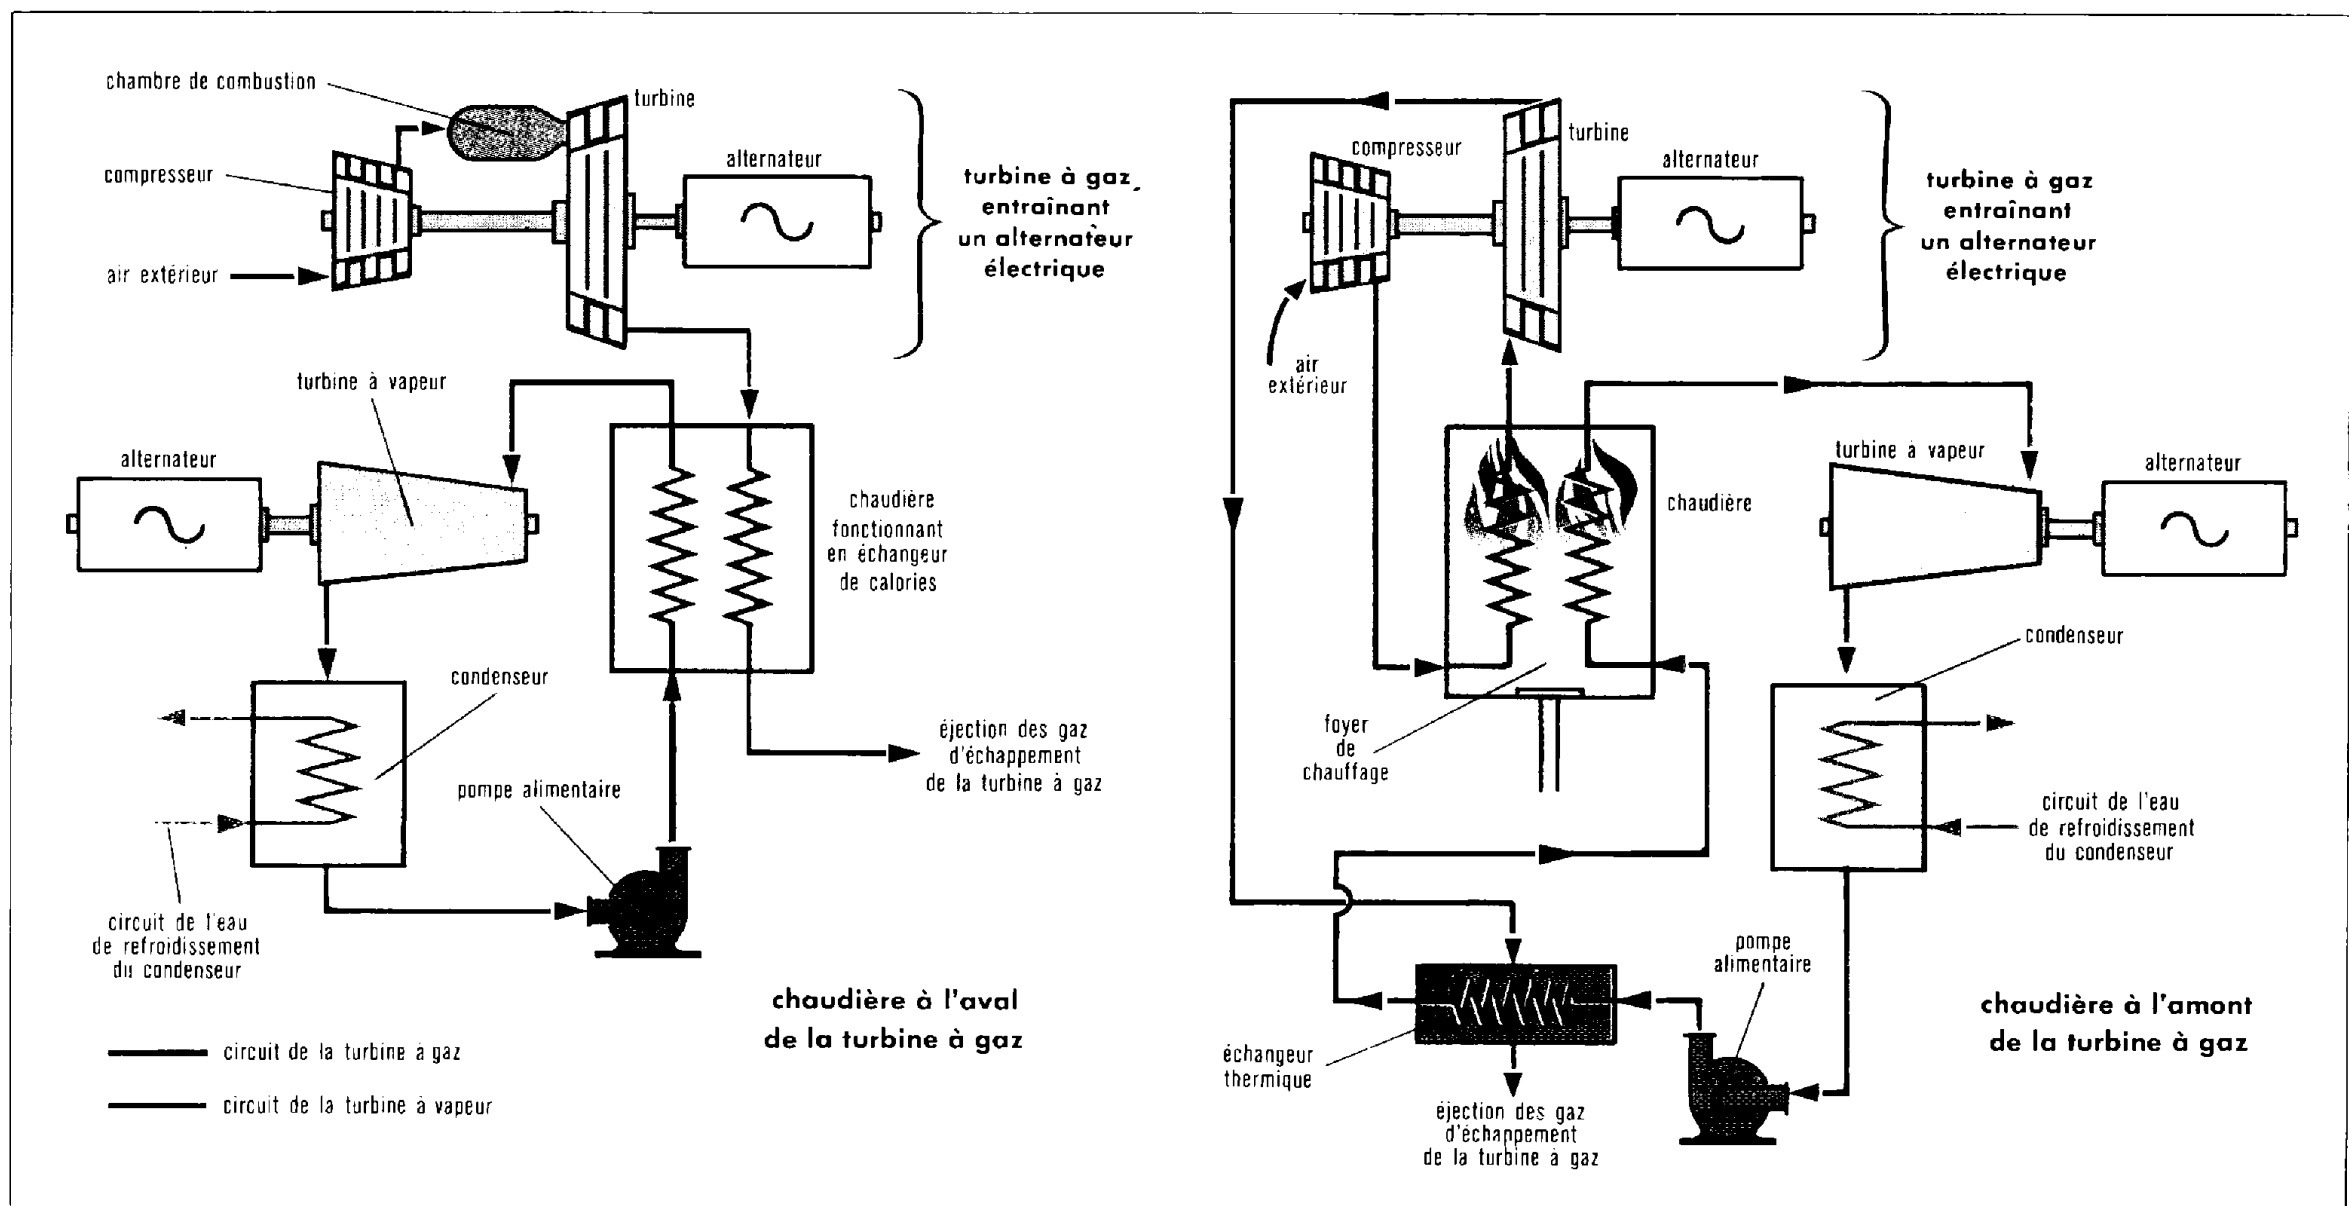 chambre de combustion
turbine
compresseur
alternateur
air extérieur
turbine à gaz
entraînant
un alternateur
électrique
turbine à vapeur
alternateur
chaudière
fonctionnant
en échangeur
de calories
condenseur
pompe alimentaire
éjection des gaz
d'échappement
de la turbine à gaz
circuit de l'eau
de refroidissement
du condenseur
chaudière à l'aval
de la turbine à gaz
circuit de la turbine à gaz
circuit de la turbine à vapeur
compresseur
turbine
alternateur
turbine à gaz
entraînant
un alternateur
électrique
air
extérieur
chaudière
turbine à vapeur
alternateur
condenseur
foyer
de
chauffage
circuit de l'eau
de refroidissement
du condenseur
pompe
alimentaire
échangeur
thermique
éjection des gaz
d'échappement
de la turbine à gaz
chaudière à l'amont
de la turbine à gaz